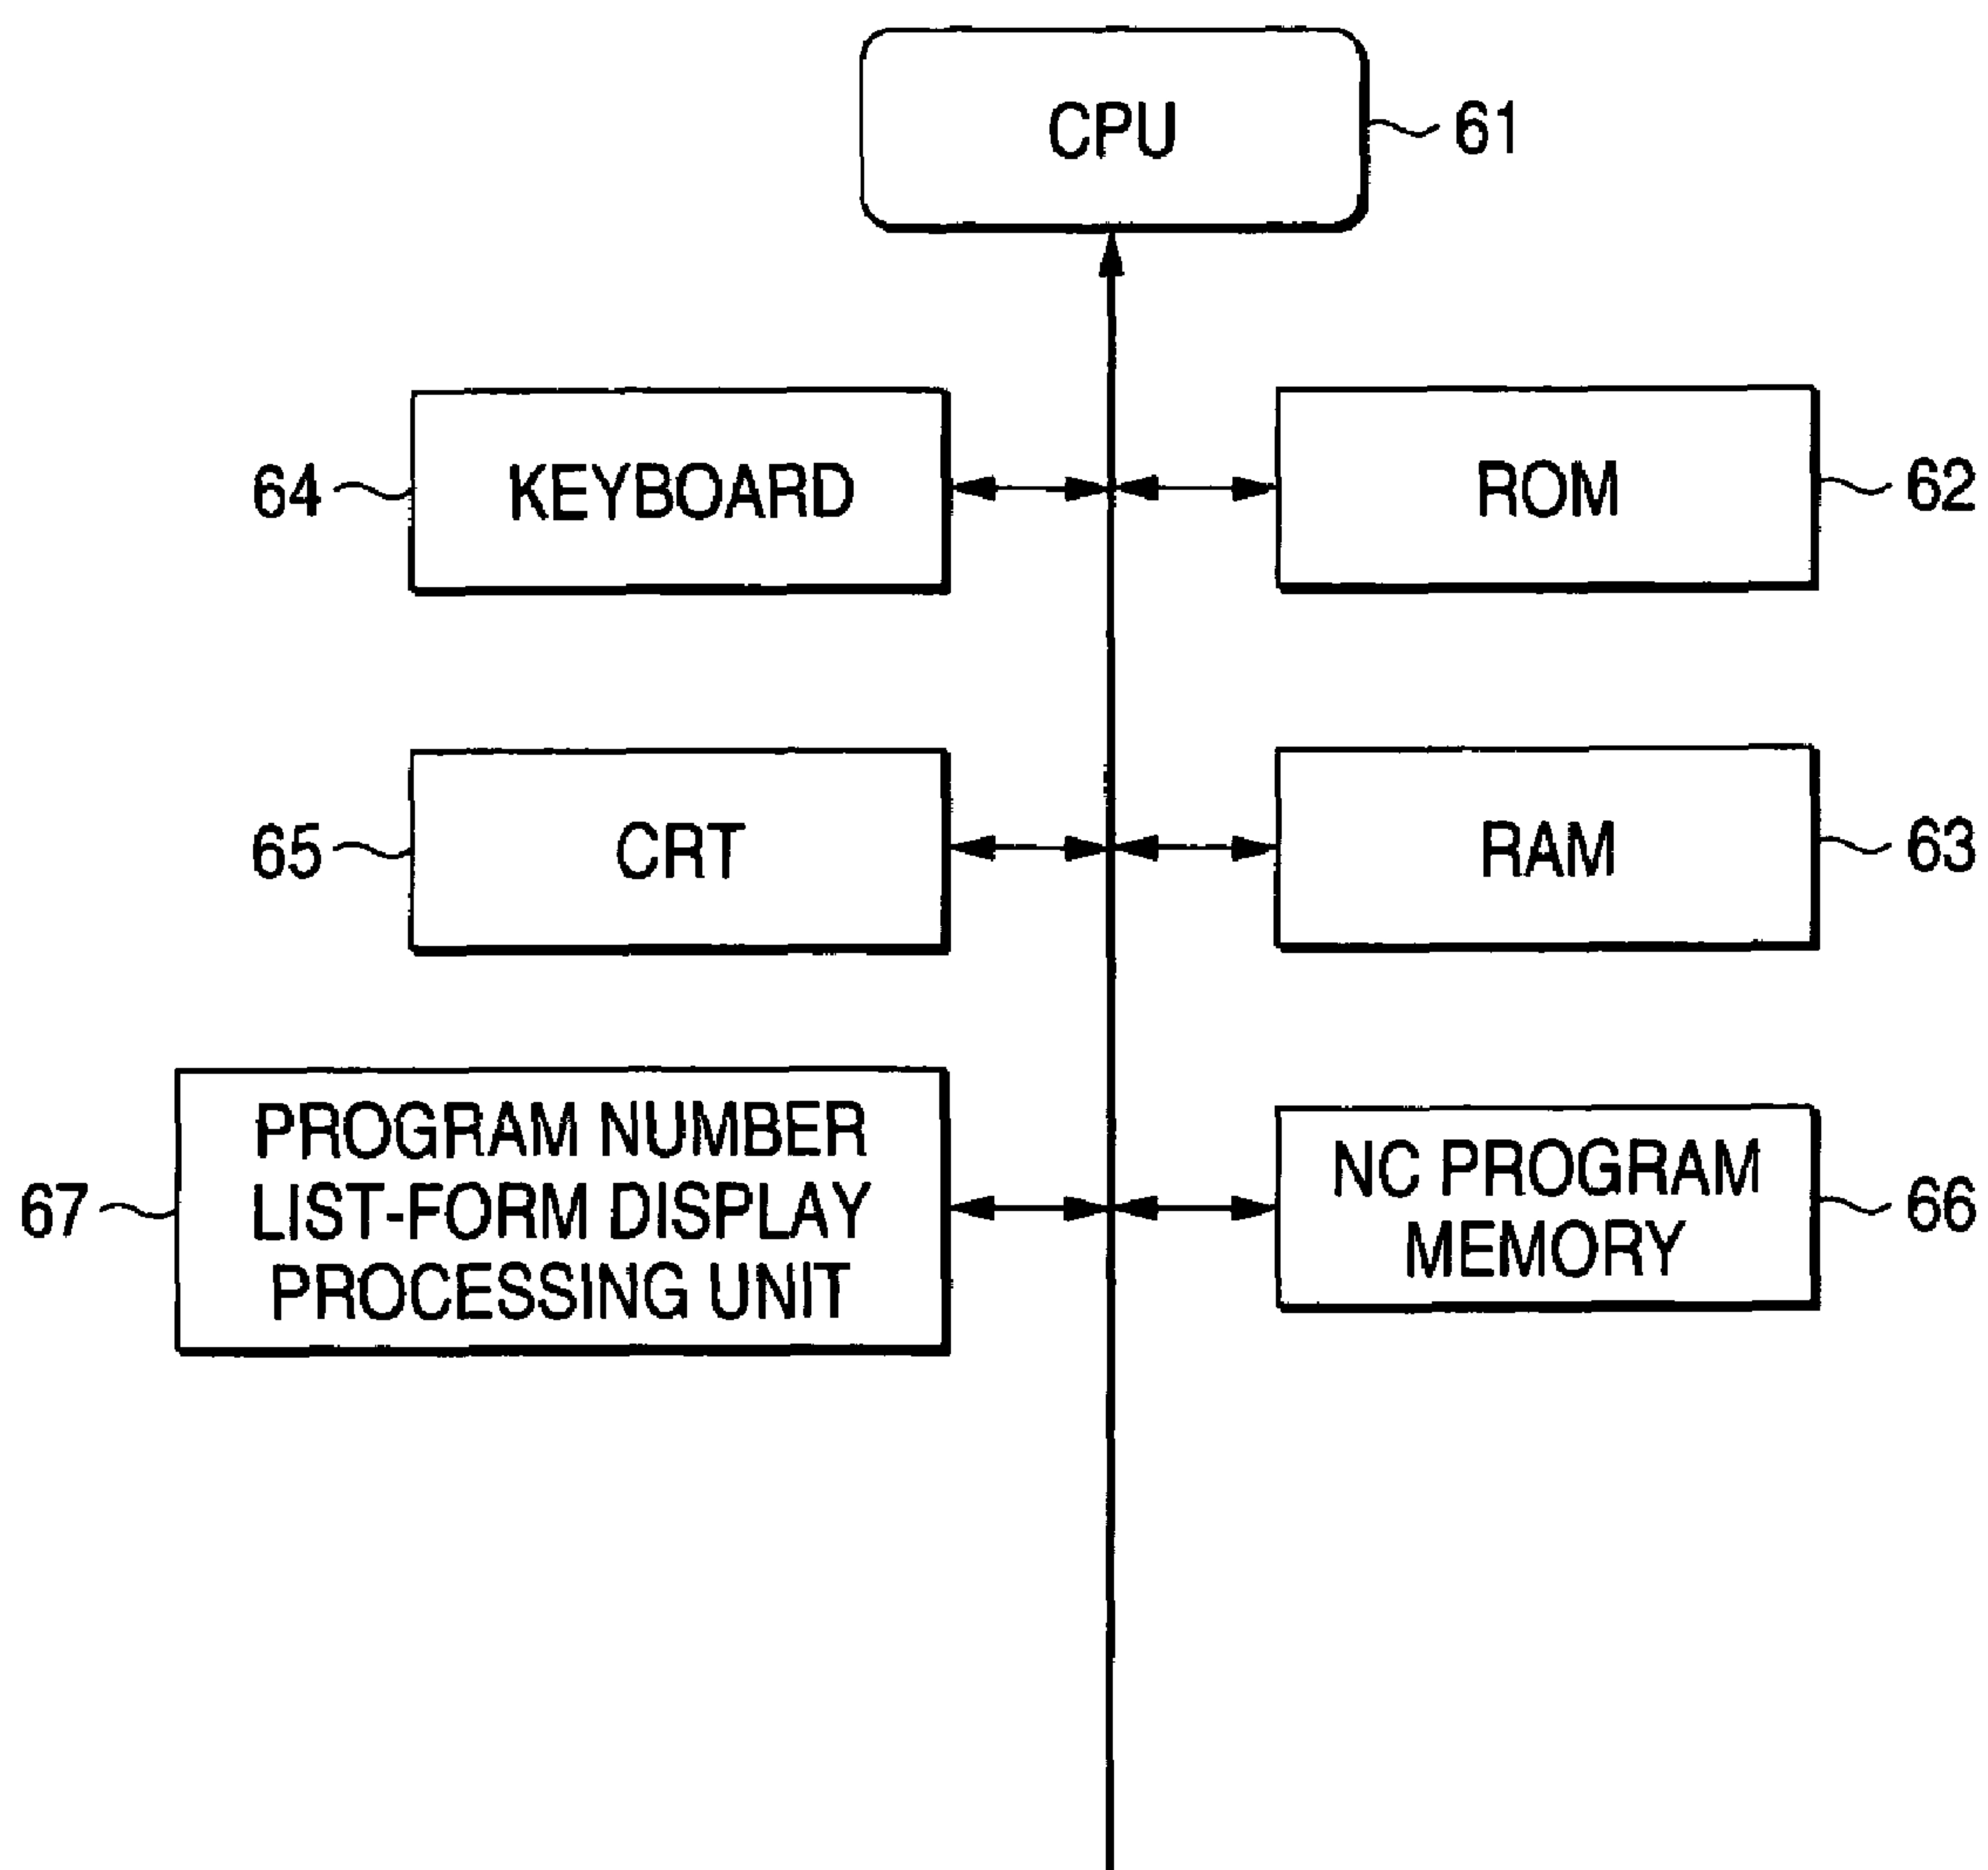 CPU
61
64
KEYBOARD
ROM
62
65
CRT
RAM
63
67
PROGRAM NUMBER
LIST-FORM DISPLAY
PROCESSING UNIT
NC PROGRAM
MEMORY
66